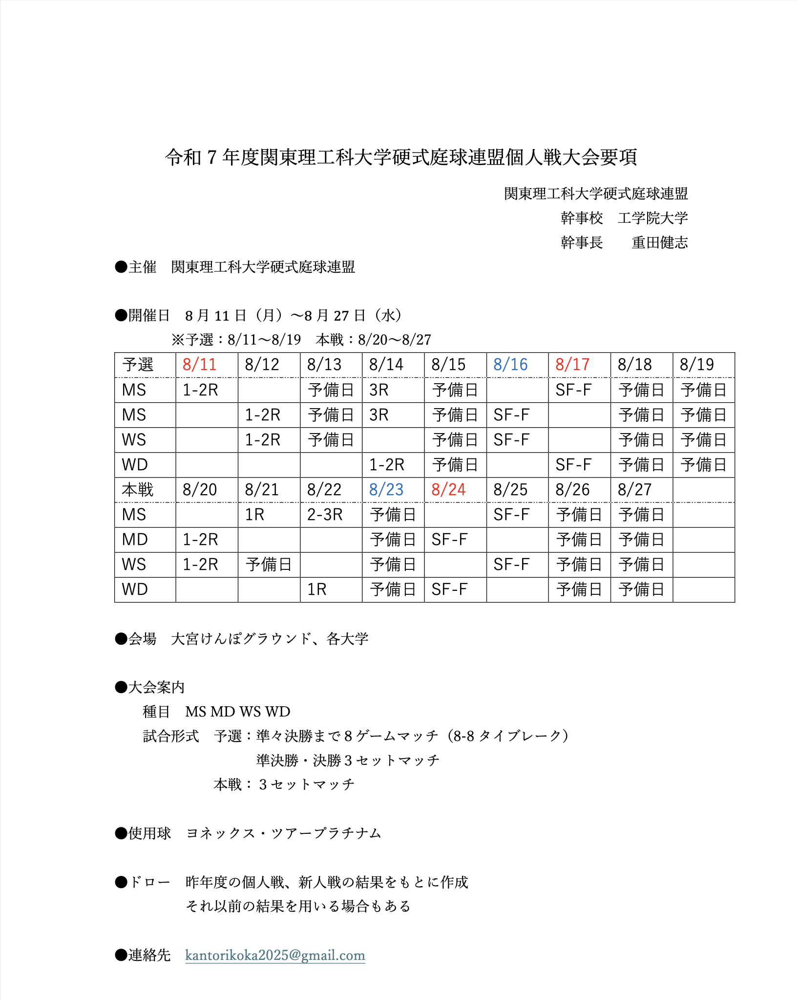 令和 7 年度関東理工科大学硬式庭球連盟個人戦大会要項
関東理工科大学硬式庭球連盟
幹事校　工学院大学
幹事長　　重田健志
●主催　関東理工科大学硬式庭球連盟
●開催日　8 月 11 日（月）～8 月 27 日（水）
※予選：8/11～8/19　本戦：8/20～8/27
予選 8/11 8/12 8/13 8/14 8/15 8/16 8/17 8/18 8/19
MS 1-2R 予備日 3R 予備日 SF-F 予備日 予備日
MS 1-2R 予備日 3R 予備日 SF-F 予備日 予備日
WS 1-2R 予備日 予備日 SF-F 予備日 予備日
WD 1-2R 予備日 SF-F 予備日 予備日
本戦 8/20 8/21 8/22 8/23 8/24 8/25 8/26 8/27
MS 1R 2-3R 予備日 SF-F 予備日 予備日
MD 1-2R 予備日 SF-F 予備日 予備日
WS 1-2R 予備日 予備日 SF-F 予備日 予備日
WD 1R 予備日 SF-F 予備日 予備日
●会場　大宮けんぽグラウンド、各大学
●大会案内
種目　MS MD WS WD
試合形式　予選：準々決勝まで 8 ゲームマッチ（8-8 タイブレーク）
準決勝・決勝 3 セットマッチ
本戦： 3 セットマッチ
●使用球　ヨネックス・ツアープラチナム
●ドロー　昨年度の個人戦、新人戦の結果をもとに作成
それ以前の結果を用いる場合もある
●連絡先　kantorikoka2025@gmail.com